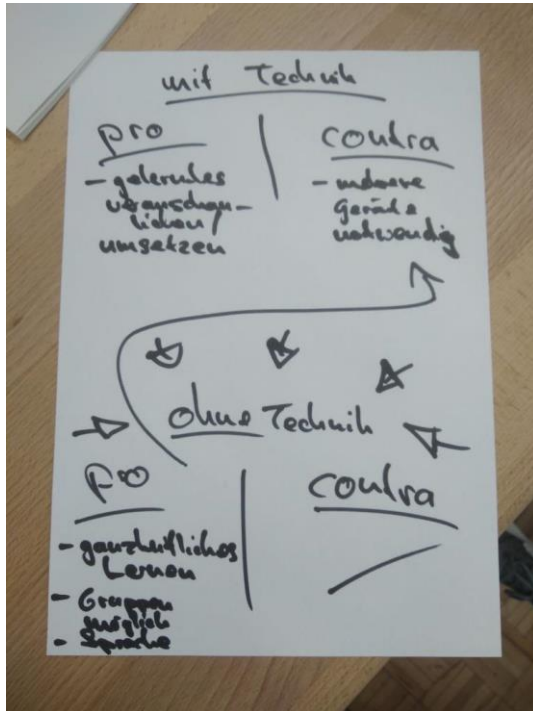 mit Technik
pro
contra
- gelerntes
veranschau-
lichen/
umsetzen
- mehrere
Geräte
notwendig
ohne Technik
pro
contra
- ganzheitliches
Lernen
- Gruppen
möglich
- Sprache